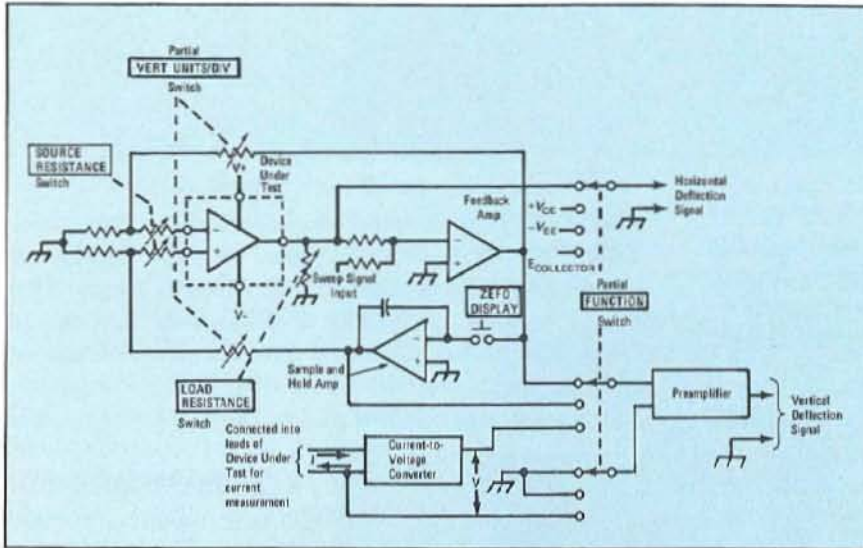 Partial
VERT UNITS/DIV
Switch
SOURCE
RESISTANCE
Switch
V+
Device
Under
Test
−
+
V−
Sweep Signal
Input
Feedback
Amp
−
+
+VCE
−VCE
ECOLLECTOR
Horizontal
Deflection
Signal
Partial
FUNCTION
Switch
ZERO
DISPLAY
−
+
Sample and
Hold Amp
LOAD
RESISTANCE
Switch
Connected into
leads of
Device Under
Test for
current
measurement
I
Current-to-
Voltage
Converter
V
Preamplifier
Vertical
Deflection
Signal